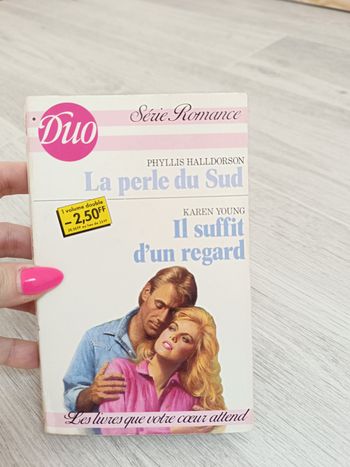 Duo
Série Romance
PHYLLIS HALLDORSON
La perle du Sud
1 volume double
- 2,50FF
KAREN YOUNG
Il suffit
d'un regard
Les livres que votre cœur attend